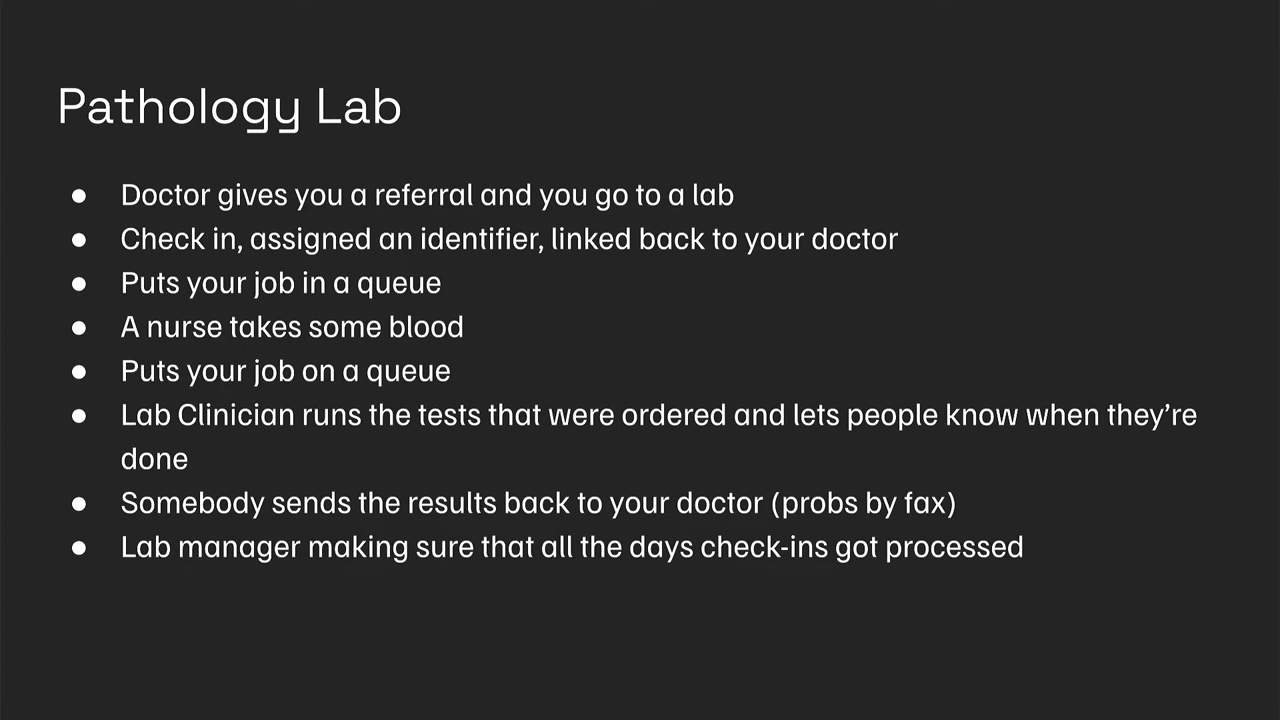 Pathology Lab
● Doctor gives you a referral and you go to a lab
● Check in, assigned an identifier, linked back to your doctor
● Puts your job in a queue
● A nurse takes some blood
● Puts your job on a queue
● Lab Clinician runs the tests that were ordered and lets people know when they’re
done
● Somebody sends the results back to your doctor (probs by fax)
● Lab manager making sure that all the days check-ins got processed